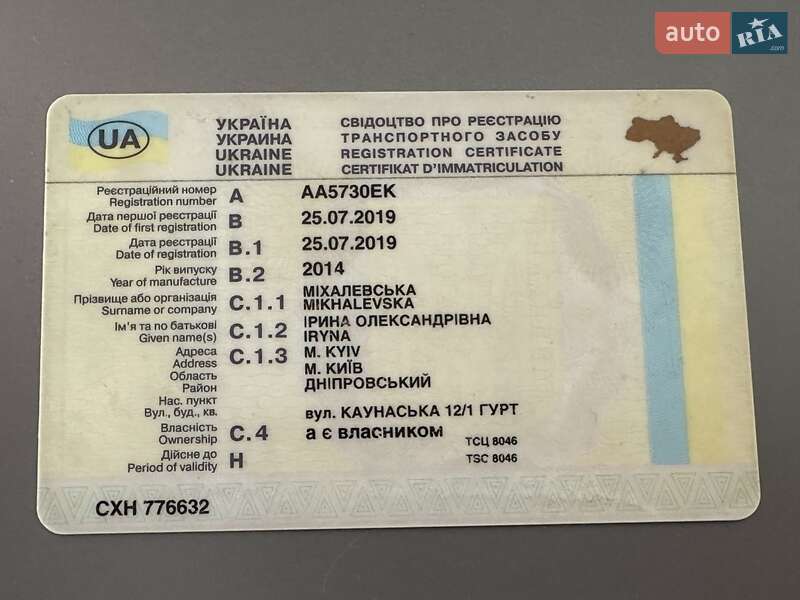 auto RIA.com
UA
УКРАЇНА СВІДОЦТВО ПРО РЕЄСТРАЦІЮ
УКРАИНА ТРАНСПОРТНОГО ЗАСОБУ
UKRAINE REGISTRATION CERTIFICATE
UKRAINE CERTIFIKAT D'IMMATRICULATION
Реєстраційний номер
Registration number A AA5730EK
Дата першої реєстрації
Date of first registration B 25.07.2019
Дата реєстрації
Date of registration B.1 25.07.2019
Рік випуску
Year of manufacture B.2 2014
Прізвище або організація МІХАЛЕВСЬКА
Surname or company C.1.1 MIKHALEVSKA
Ім'я та по батькові ІРИНА ОЛЕКСАНДРІВНА
Given name(s) C.1.2 IRYNA
Адреса C.1.3 М. KYIV
Address М. КИЇВ
Область
Район ДНІПРОВСЬКИЙ
Нас. пункт
Вул., буд., кв. вул. КАУНАСЬКА 12/1 ГУРТ
Власність
Ownership C.4 а є власником ТСЦ 8046
Дійсне до
Period of validity H TSC 8046
СХН 776632